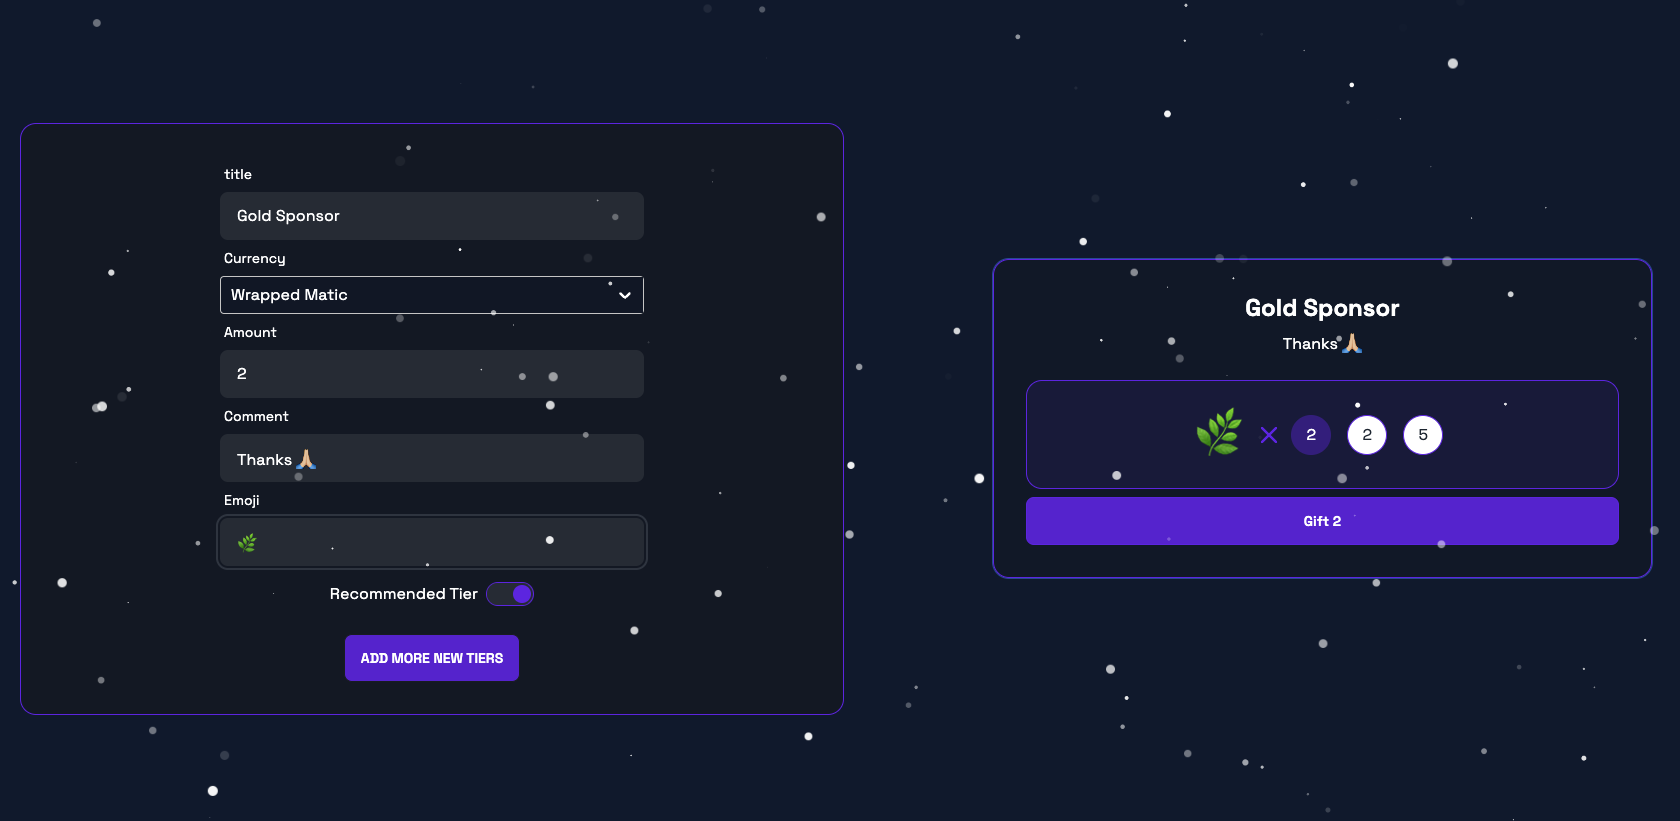 title
Gold Sponsor
Currency
Wrapped Matic
Amount
2
Comment
Thanks🙏🏼
Emoji
🌿
Recommended Tier
ADD MORE NEW TIERS
Gold Sponsor
Thanks🙏🏼
🌿 × 2 2 5
Gift 2